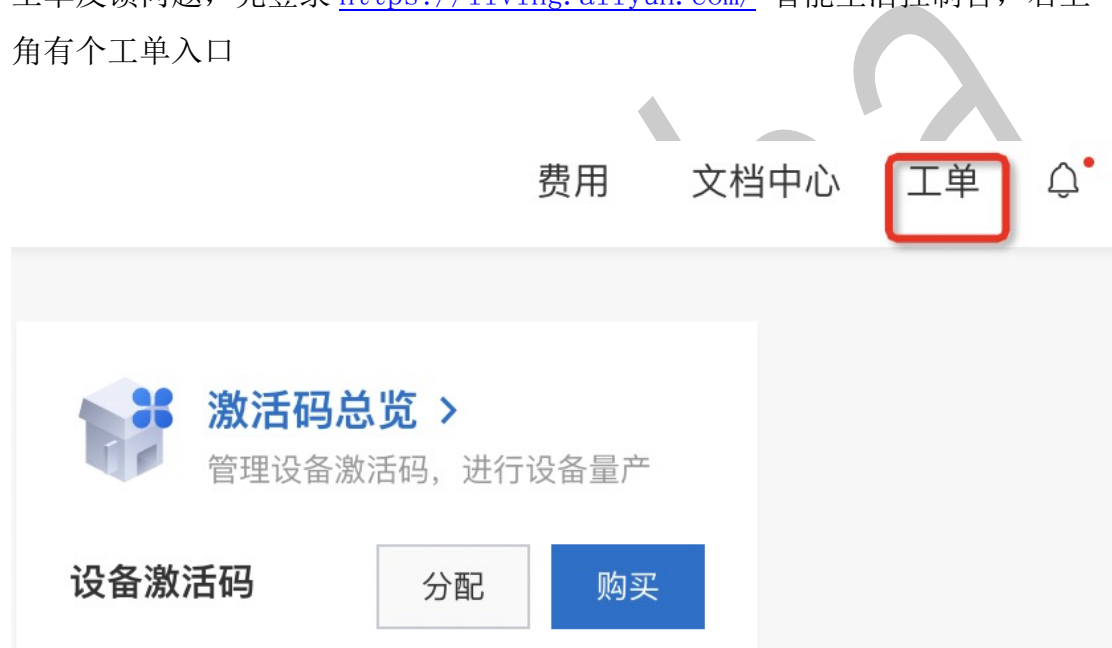 工单反馈问题，先登录 https://living.aliyun.com/ 智能生活控制台，右上
角有个工单入口
费用 文档中心 工单
激活码总览 >
管理设备激活码，进行设备量产
设备激活码 分配 购买